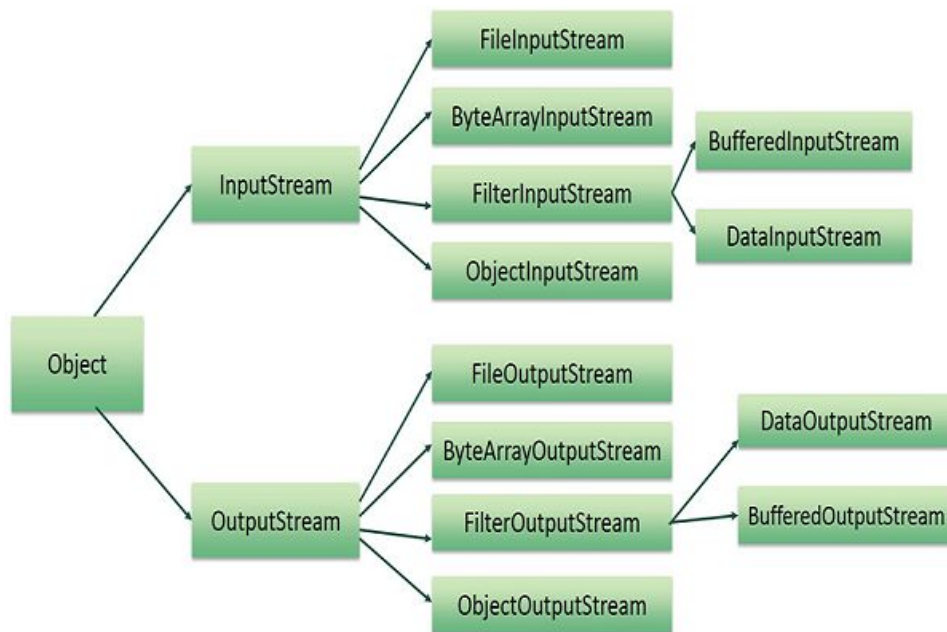 FileInputStream
ByteArrayInputStream
BufferedInputStream
InputStream
FilterInputStream
DataInputStream
ObjectInputStream
Object
FileOutputStream
DataOutputStream
ByteArrayOutputStream
OutputStream
FilterOutputStream
BufferedOutputStream
ObjectOutputStream